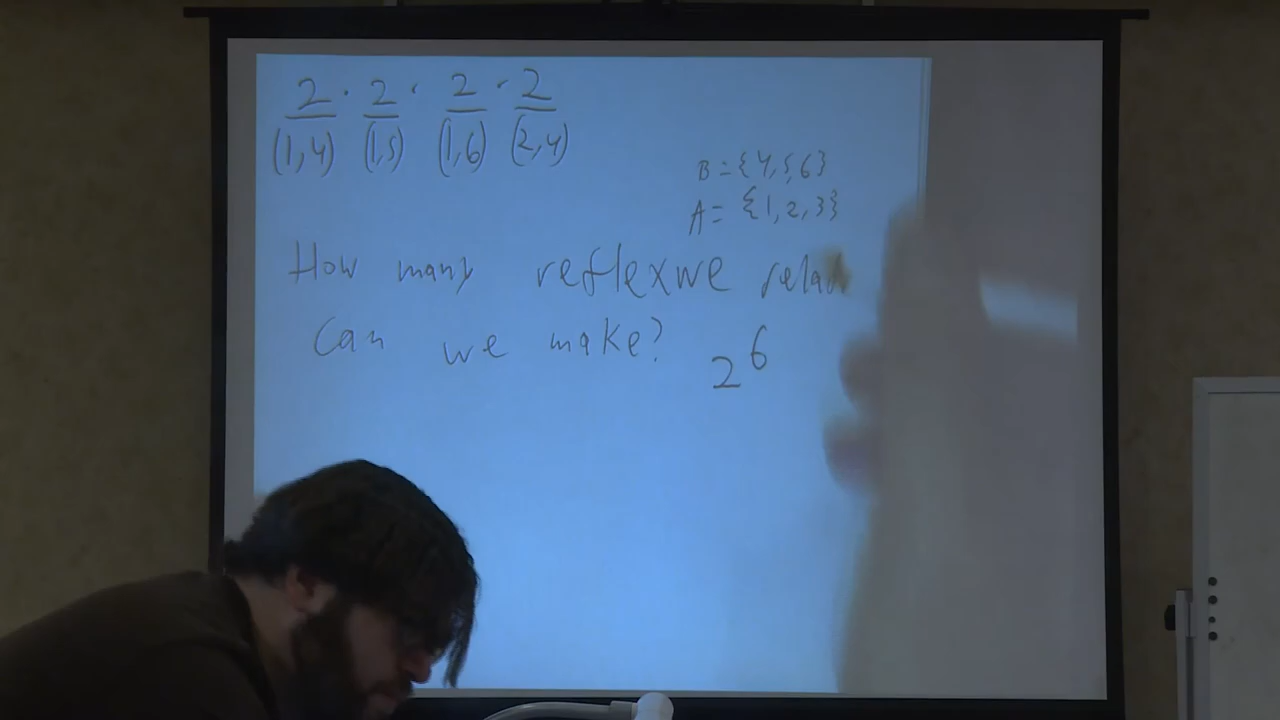 2 · 2 · 2 · 2
(1,4) (1,5) (1,6) (2,4)
B = {4,5,6}
A = {1,2,3}
How many reflexive
can we make? 2^6